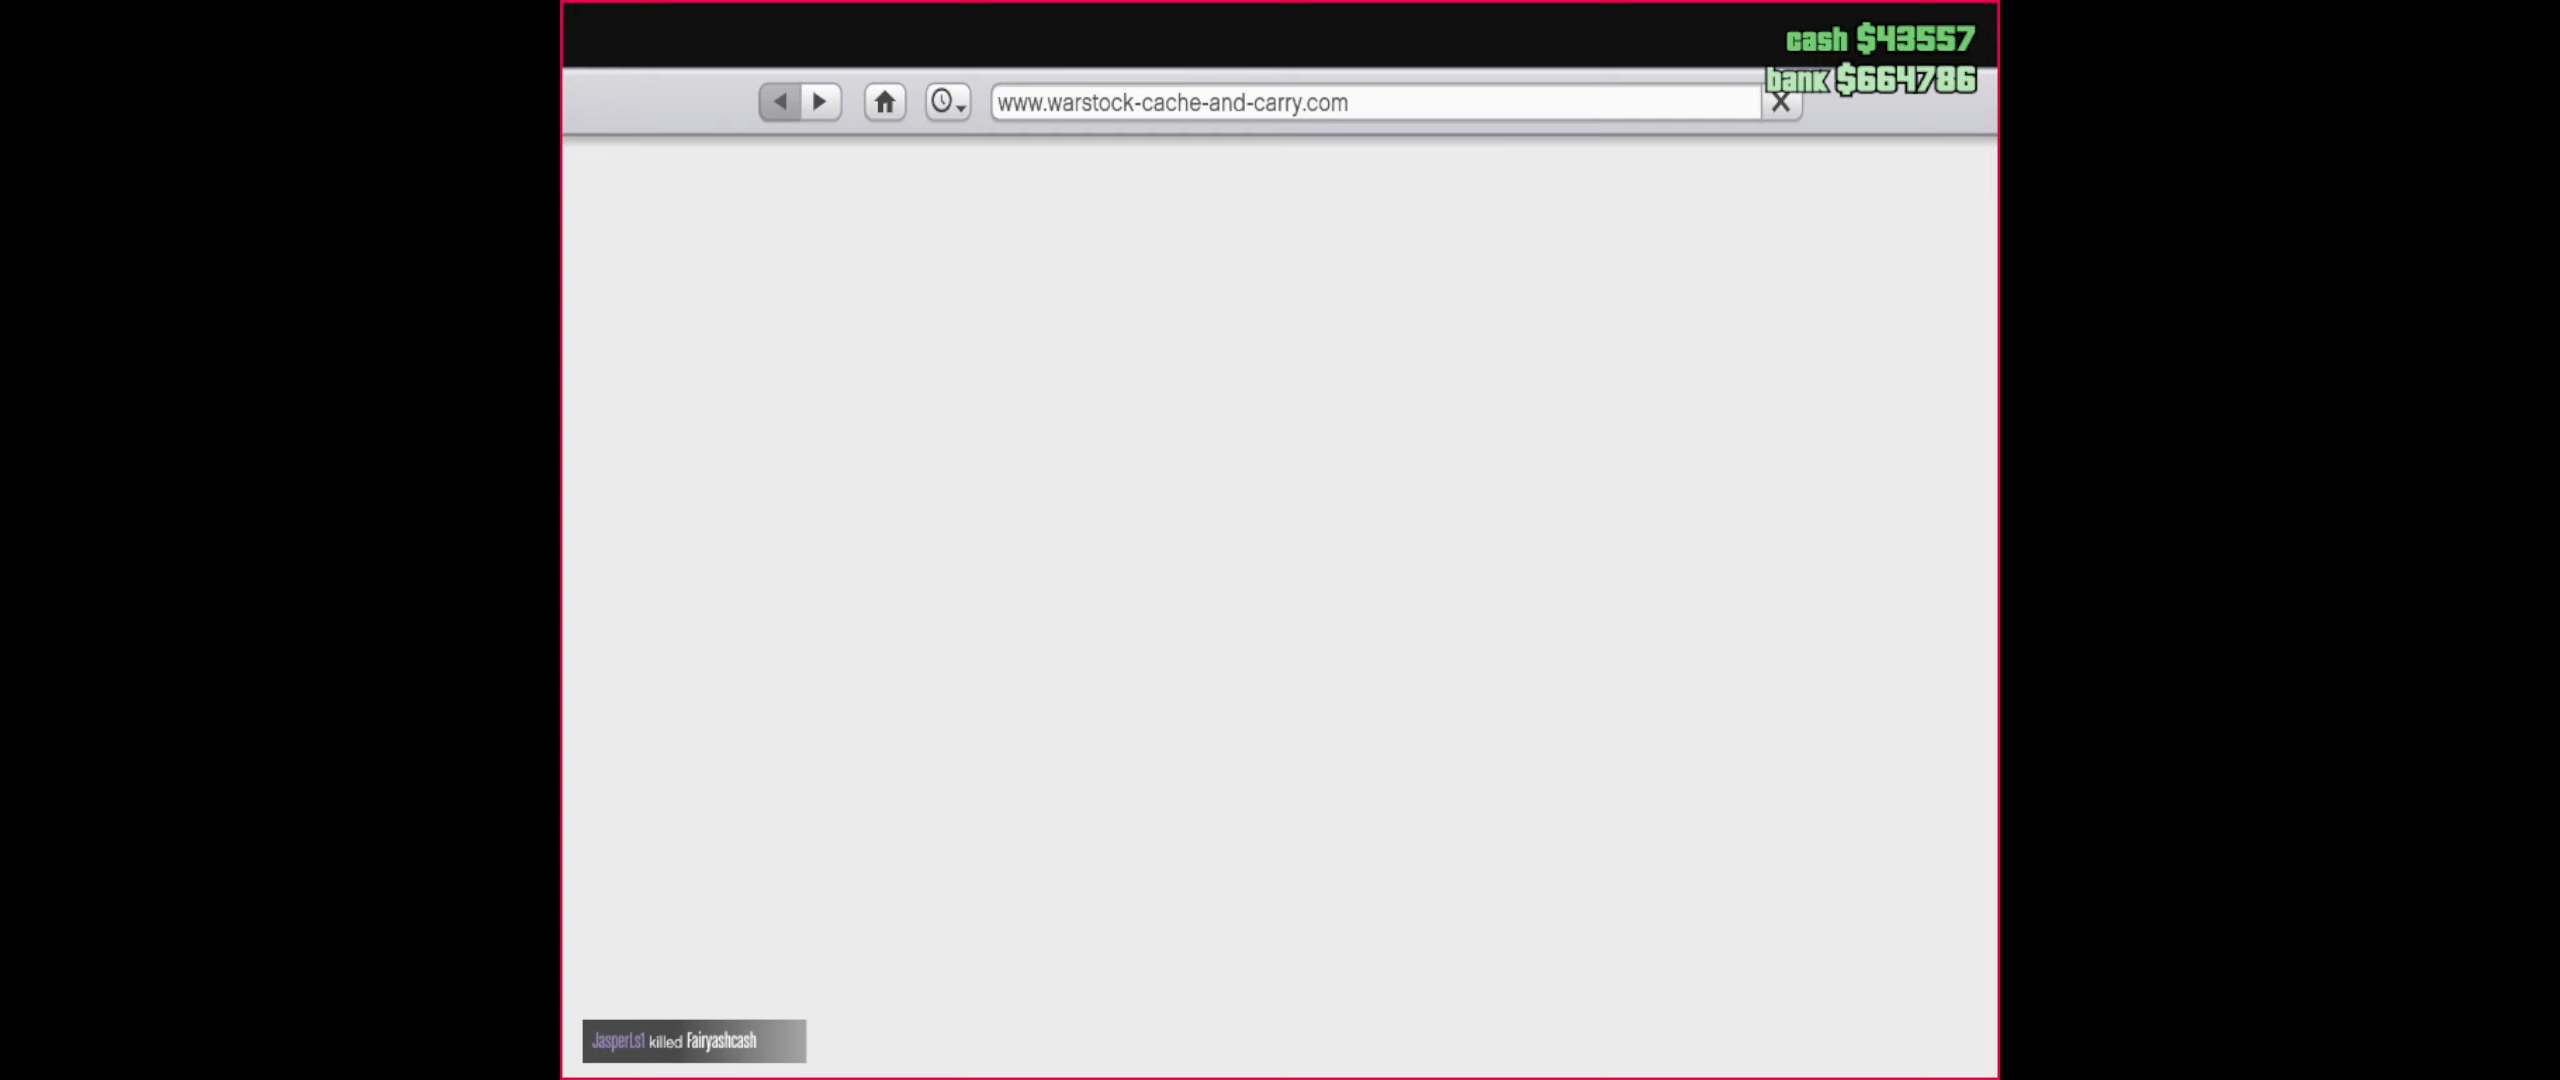 cash $43557
bank $664786
www.warstock-cache-and-carry.com
JasperLs1 killed Fairyashcash